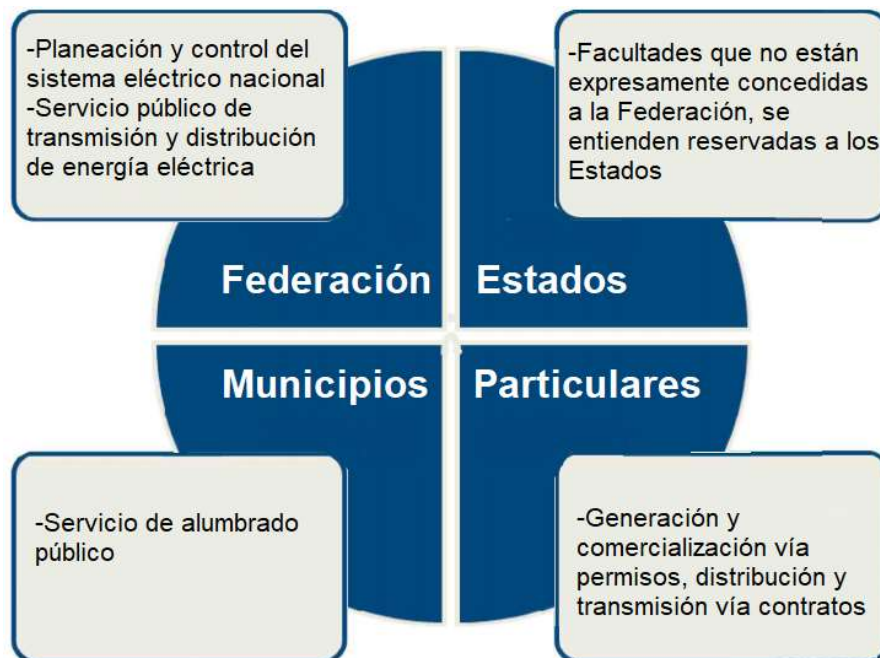 -Planeación y control del
sistema eléctrico nacional
-Servicio público de
transmisión y distribución
de energía eléctrica
-Facultades que no están
expresamente concedidas
a la Federación, se
entienden reservadas a los
Estados
Federación
Estados
Municipios
Particulares
-Servicio de alumbrado
público
-Generación y
comercialización vía
permisos, distribución y
transmisión vía contratos